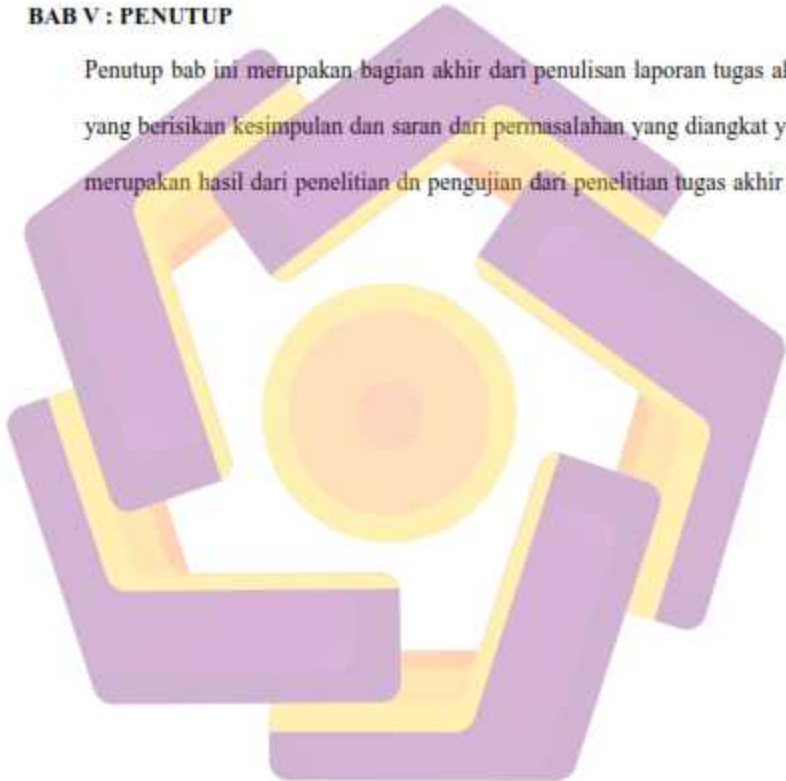 BAB V : PENUTUP
Penutup bab ini merupakan bagian akhir dari penulisan laporan tugas
yang berisikan kesimpulan dan saran dari permasalahan yang diangkat
merupakan hasil dari penelitian dn pengujian dari penelitian tugas akhir